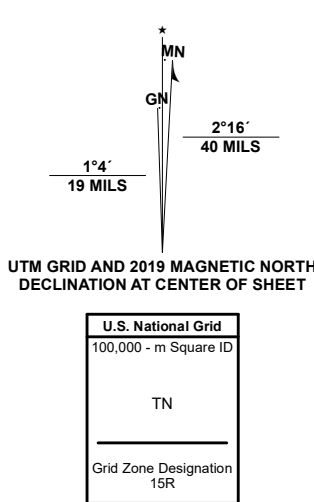 ★
MN
GN
2°16´
40 MILS
1°4´
19 MILS
UTM GRID AND 2019 MAGNETIC NORTH
DECLINATION AT CENTER OF SHEET
U.S. National Grid
100,000 - m Square ID
TN
Grid Zone Designation
15R